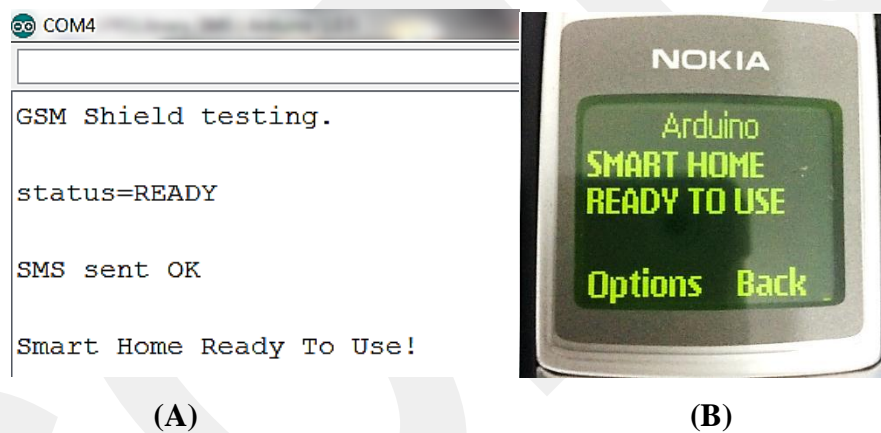 COM4
GSM Shield testing.
status=READY
SMS sent OK
Smart Home Ready To Use!
(A)
NOKIA
Arduino
SMART HOME
READY TO USE
Options Back
(B)